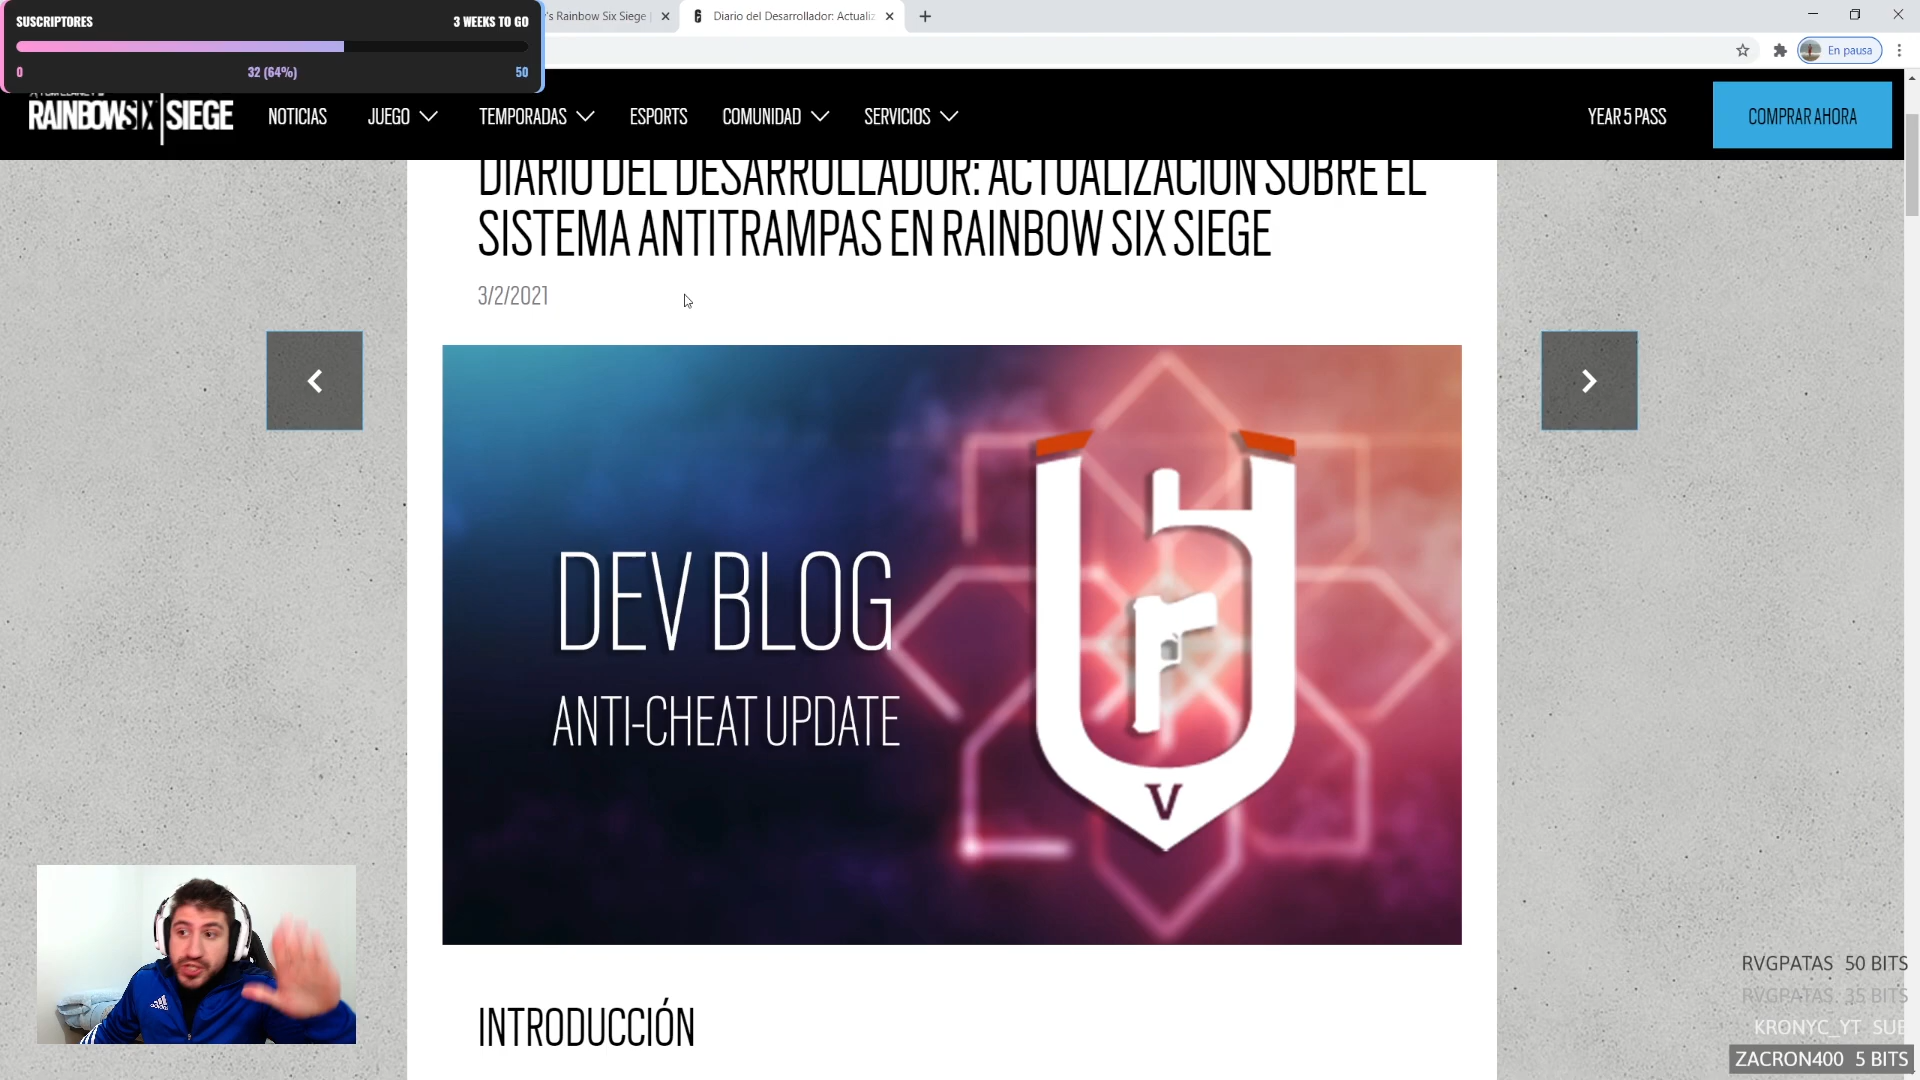 SUSCRIPTORES
3 WEEKS TO GO
0
32 (64%)
50
's Rainbow Six Siege |
Diario del Desarrollador: Actualiz
En pausa
RAINBOWSIX | SIEGE
NOTICIAS
JUEGO
TEMPORADAS
ESPORTS
COMUNIDAD
SERVICIOS
YEAR 5 PASS
COMPRAR AHORA
DIARIO DEL DESARROLLADOR: ACTUALIZACIÓN SOBRE EL
SISTEMA ANTITRAMPAS EN RAINBOW SIX SIEGE
3/2/2021
DEV BLOG
ANTI-CHEAT UPDATE
V
INTRODUCCIÓN
adidas
RVGPATAS 50 BITS
RVGPATAS 35 BITS
KRONYC_YT SUB
ZACRON400 5 BITS